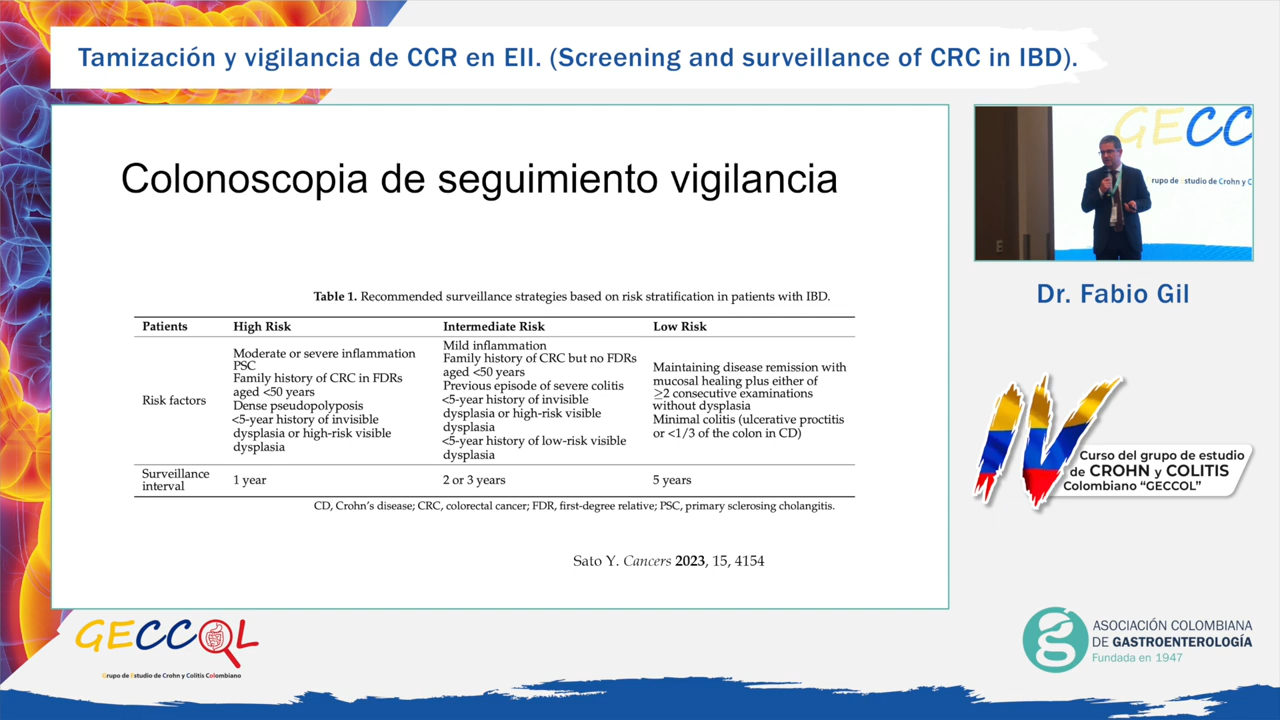 Tamización y vigilancia de CCR en EII. (Screening and surveillance of CRC in IBD).
Colonoscopia de seguimiento vigilancia
Table 1. Recommended surveillance strategies based on risk stratification in patients with IBD.
Patients High Risk Intermediate Risk Low Risk
Risk factors
Moderate or severe inflammation
PSC
Family history of CRC in FDRs
aged <50 years
Dense pseudopolyposis
<5-year history of invisible
dysplasia or high-risk visible
dysplasia
Mild inflammation
Family history of CRC but no FDRs
aged <50 years
Previous episode of severe colitis
<5-year history of invisible
dysplasia or high-risk visible
dysplasia
<5-year history of low-risk visible
dysplasia
Maintaining disease remission with
mucosal healing plus either of
≥2 consecutive examinations
without dysplasia
Minimal colitis (ulcerative proctitis
or <1/3 of the colon in CD)
Surveillance
interval
1 year 2 or 3 years 5 years
CD, Crohn's disease; CRC, colorectal cancer; FDR, first-degree relative; PSC, primary sclerosing cholangitis.
Sato Y. Cancers 2023, 15, 4154
GECC
rupo de Estudio de Crohn y C
Dr. Fabio Gil
IV
Curso del grupo de estudio
de CROHN y COLITIS
Colombiano “GECCOL”
GECCOL
Grupo de Estudio de Crohn y Colitis Colombiano
ASOCIACIÓN COLOMBIANA
DE GASTROENTEROLOGÍA
Fundada en 1947